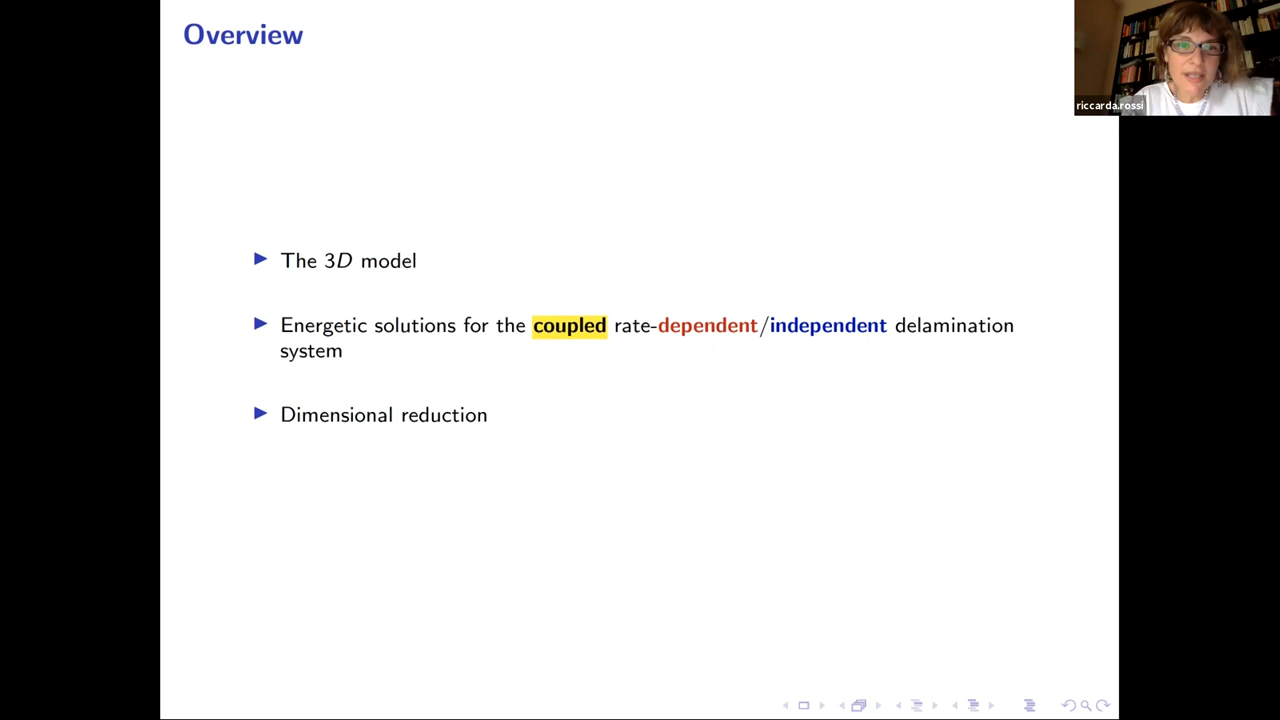 Overview
riccarda.rossi
The 3D model
Energetic solutions for the coupled rate-dependent/independent delamination
system
Dimensional reduction